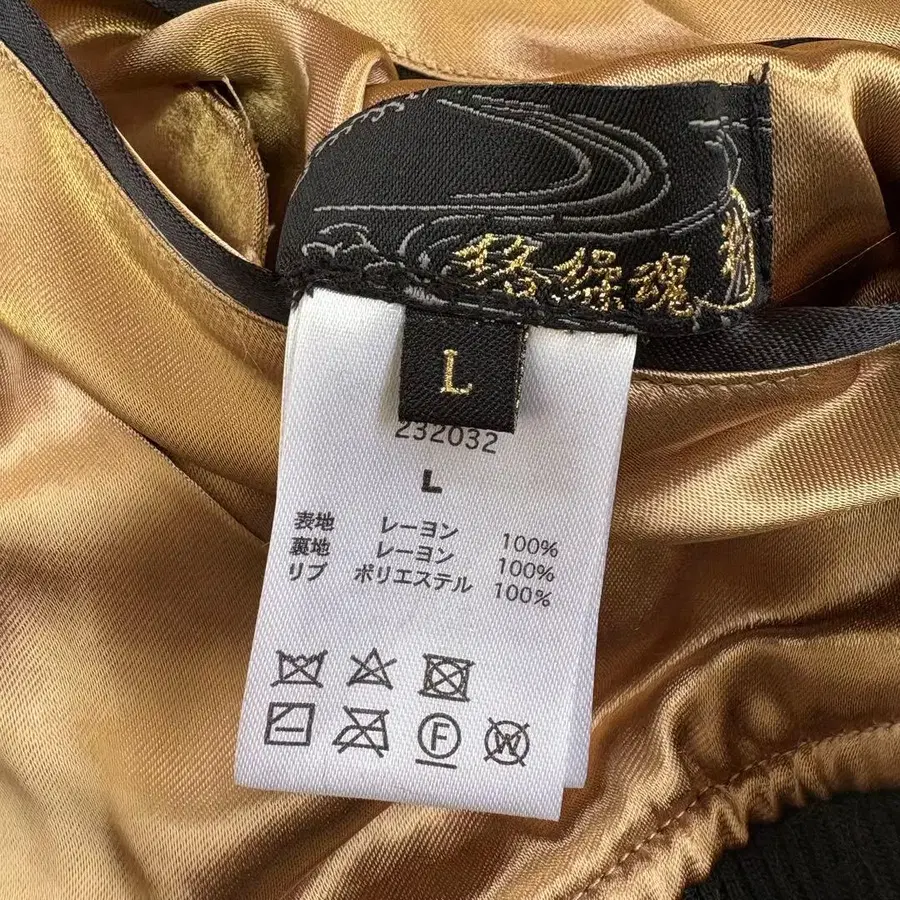 絡繰魂
L
232032
L
表地 レーヨン 100%
裏地 レーヨン 100%
リブ ポリエステル 100%
F
W